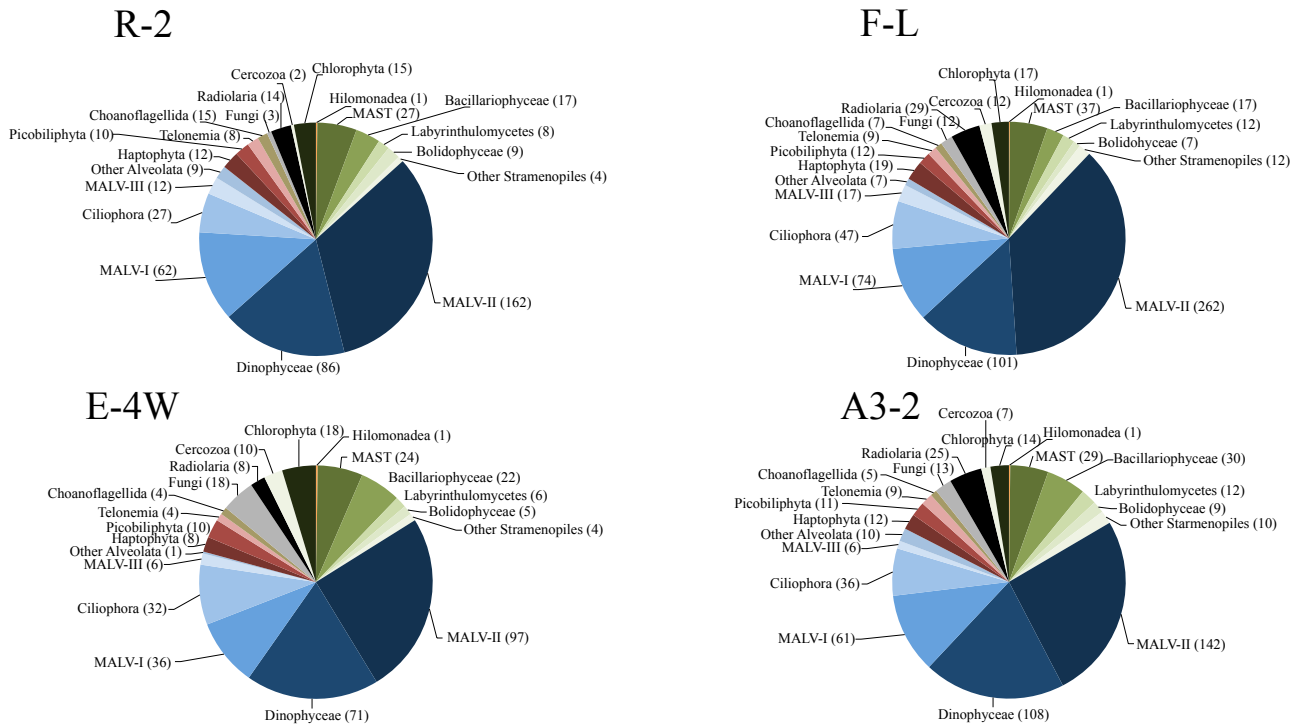 R-2
Chlorophyta (15)
Cercozoa (2)
Hilomonadea (1)
Radiolaria (14)
MAST (27)
Bacillariophyceae (17)
Choanoflagellida (15)
Fungi (3)
Picobiliphyta (10)
Telonemia (8)
Labyrinthulomycetes (8)
Haptophyta (12)
Bolidophyceae (9)
Other Alveolata (9)
Other Stramenopiles (4)
MALV-III (12)
Ciliophora (27)
MALV-I (62)
MALV-II (162)
Dinophyceae (86)
F-L
Chlorophyta (17)
Hilomonadea (1)
Cercozoa (12)
Radiolaria (29)
MAST (37)
Bacillariophyceae (17)
Choanoflagellida (7)
Fungi (12)
Labyrinthulomycetes (12)
Telonemia (9)
Bolidohyceae (7)
Picobiliphyta (12)
Other Stramenopiles (12)
Haptophyta (19)
Other Alveolata (7)
MALV-III (17)
Ciliophora (47)
MALV-I (74)
MALV-II (262)
Dinophyceae (101)
E-4W
Chlorophyta (18)
Hilomonadea (1)
Cercozoa (10)
MAST (24)
Radiolaria (8)
Bacillariophyceae (22)
Fungi (18)
Choanoflagellida (4)
Labyrinthulomycetes (6)
Telonemia (4)
Bolidophyceae (5)
Picobiliphyta (10)
Other Stramenopiles (4)
Haptophyta (8)
Other Alveolata (1)
MALV-III (6)
Ciliophora (32)
MALV-II (97)
MALV-I (36)
Dinophyceae (71)
A3-2
Cercozoa (7)
Hilomonadea (1)
Chlorophyta (14)
Radiolaria (25)
MAST (29)
Bacillariophyceae (30)
Fungi (13)
Choanoflagellida (5)
Telonemia (9)
Labyrinthulomycetes (12)
Picobiliphyta (11)
Bolidophyceae (9)
Haptophyta (12)
Other Starmenopiles (10)
Other Alveolata (10)
MALV-III (6)
Ciliophora (36)
MALV-I (61)
MALV-II (142)
Dinophyceae (108)